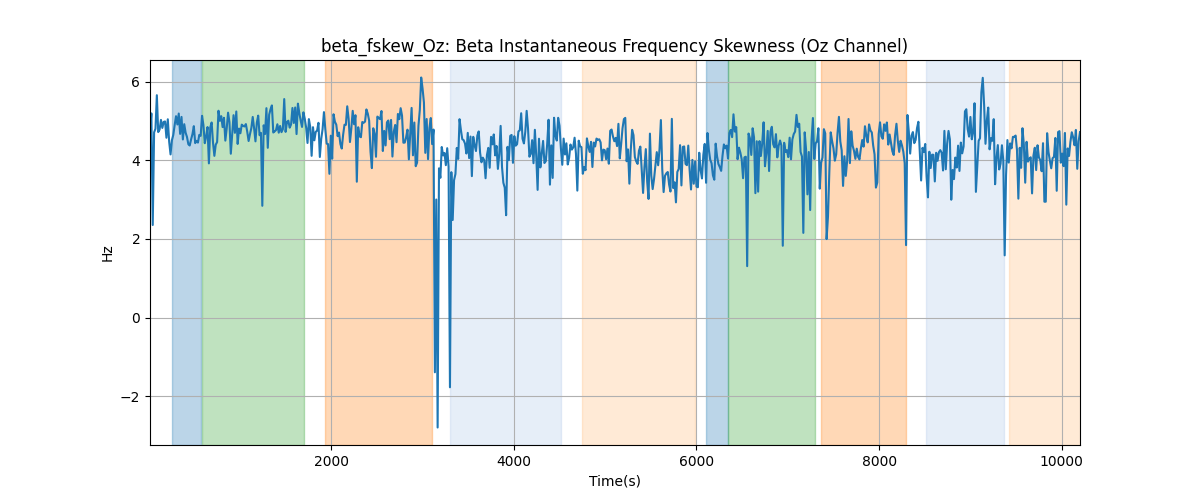 beta_fskew_Oz: Beta Instantaneous Frequency Skewness (Oz Channel)
6
4
2
0
−2
Hz
2000 4000 6000 8000 10000
Time(s)